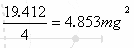 19.412/4 = 4.853mg²